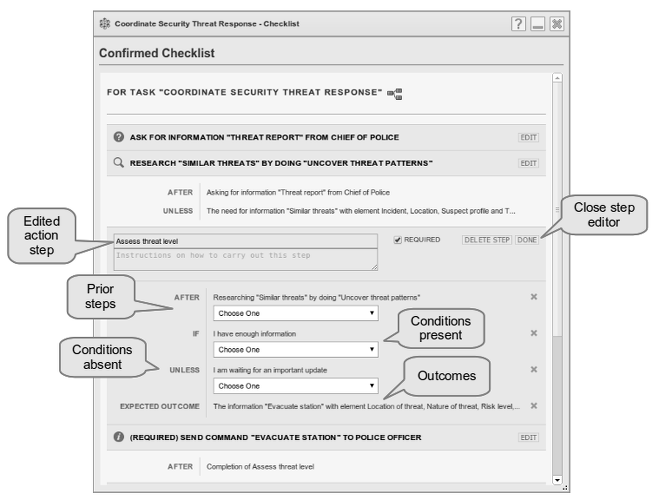 Coordinate Security Threat Response - Checklist
?
Confirmed Checklist
FOR TASK "COORDINATE SECURITY THREAT RESPONSE"
? ASK FOR INFORMATION "THREAT REPORT" FROM CHIEF OF POLICE EDIT
RESEARCH "SIMILAR THREATS" BY DOING "UNCOVER THREAT PATTERNS" EDIT
AFTER Asking for information "Threat report" from Chief of Police
UNLESS The need for information "Similar threats" with element Incident, Location, Suspect profile and T...
Edited
action
step
Close step
editor
Assess threat level REQUIRED DELETE STEP DONE
Instructions on how to carry out this step
Prior
steps
AFTER Researching "Similar threats" by doing "Uncover threat patterns"
Choose One
Conditions
present
IF I have enough information
Choose One
Conditions
absent
UNLESS I am waiting for an important update
Choose One
Outcomes
EXPECTED OUTCOME The information "Evacuate station" with element Location of threat, Nature of threat, Risk level,...
i (REQUIRED) SEND COMMAND "EVACUATE STATION" TO POLICE OFFICER EDIT
AFTER Completion of Assess threat level